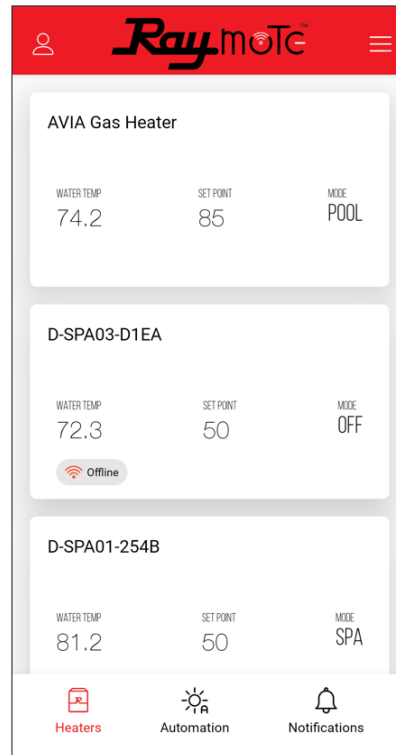 Raymote™
AVIA Gas Heater
WATER TEMP SET POINT MODE
74.2 85 POOL
D-SPA03-D1EA
WATER TEMP SET POINT MODE
72.3 50 OFF
Offline
D-SPA01-254B
WATER TEMP SET POINT MODE
81.2 50 SPA
Heaters Automation Notifications